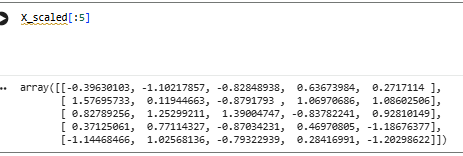 X_scaled[:5]
array([[-0.39630103, -1.10217857, -0.82848938, 0.63673984, 0.2717114 ],
[ 1.57695733, 0.11944663, -0.8791793 , 1.06970686, 1.08602506],
[ 0.82789256, 1.25299211, 1.39004747, -0.83782241, 0.92810149],
[ 0.37125061, 0.77114327, -0.87034231, 0.46970805, -1.18676377],
[-1.14468466, 1.02568136, -0.79322939, 0.28416991, -1.20298622]])